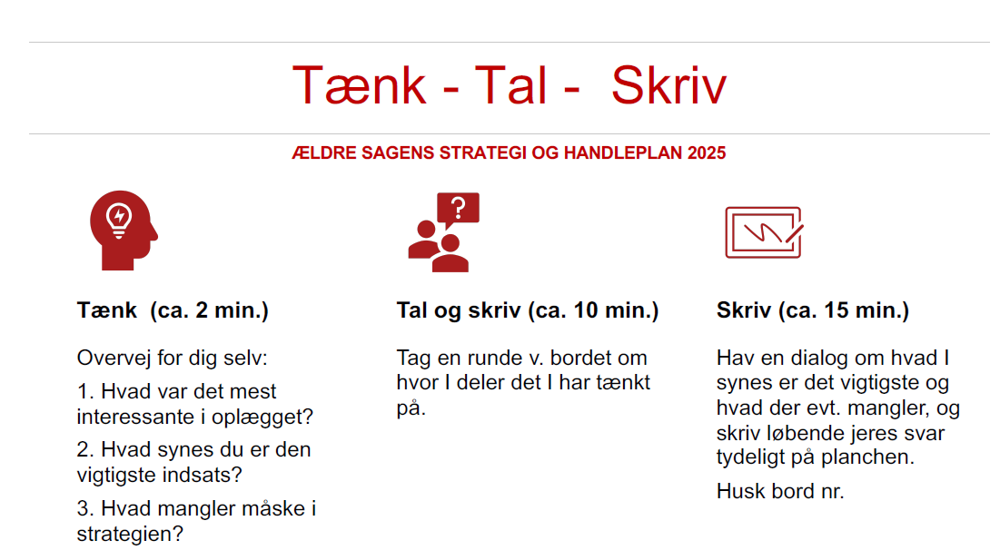 Tænk - Tal - Skriv
ÆLDRE SAGENS STRATEGI OG HANDLEPLAN 2025
?
Tænk (ca. 2 min.)
Overvej for dig selv:
1. Hvad var det mest
interessante i oplægget?
2. Hvad synes du er den
vigtigste indsats?
3. Hvad mangler måske i
strategien?
Tal og skriv (ca. 10 min.)
Tag en runde v. bordet om
hvor I deler det I har tænkt
på.
Skriv (ca. 15 min.)
Hav en dialog om hvad I
synes er det vigtigste og
hvad der evt. mangler, og
skriv løbende jeres svar
tydeligt på planchen.
Husk bord nr.